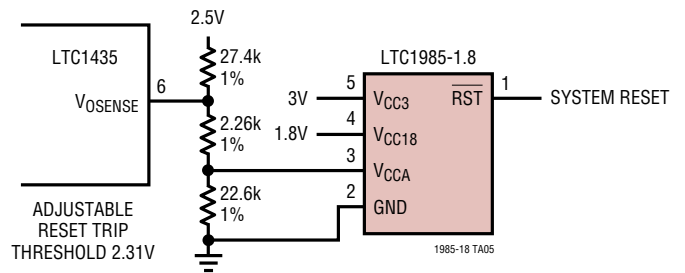 2.5V
LTC1435
6
VOSENSE
27.4k
1%
2.26k
1%
22.6k
1%
ADJUSTABLE
RESET TRIP
THRESHOLD 2.31V
LTC1985-1.8
3V
5
VCC3
1.8V
4
VCC18
3
VCCA
2
GND
RST
1
SYSTEM RESET
1985-18 TA05